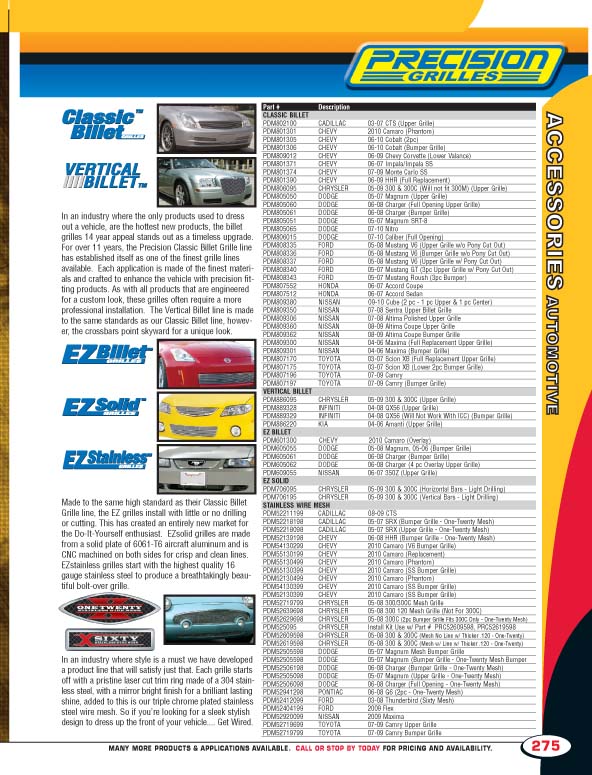 PRECISION
GRILLES
ACCESSORIES AUTOMOTIVE
Classic™
Billet GRILLES
VERTICAL
BILLET™
In an industry where the only products used to dress
out a vehicle, are the hottest new products, the billet
grilles 14 year appeal stands out as a timeless upgrade.
For over 11 years, the Precision Classic Billet Grille line
has established itself as one of the finest grille lines
available. Each application is made of the finest materi-
als and crafted to enhance the vehicle with precision fit-
ting products. As with all products that are engineered
for a custom look, these grilles often require a more
professional installation. The Vertical Billet line is made
to the same standards as our Classic Billet line, howev-
er, the crossbars point skyward for a unique look.
EZBillet™
GRILLES
EZSolid™
GRILLES
EZStainless™
GRILLES
Made to the same high standard as their Classic Billet
Grille line, the EZ grilles install with little or no drilling
or cutting. This has created an entirely new market for
the Do-It-Yourself enthusiast. EZsolid grilles are made
from a solid plate of 6061-T6 aircraft aluminum and is
CNC machined on both sides for crisp and clean lines.
EZstainless grilles start with the highest quality 16
gauge stainless steel to produce a breathtakingly beau-
tiful bolt-over grille.
ONETWENTY
SIXTY
In an industry where style is a must we have developed
a product line that will satisfy just that. Each grille starts
off with a pristine laser cut trim ring made of a 304 stain-
less steel, with a mirror bright finish for a brilliant lasting
shine, added to this is our triple chrome plated stainless
steel wire mesh. So if you're looking for a sleek stylish
design to dress up the front of your vehicle.... Get Wired.
Part # Description
CLASSIC BILLET
PDM802100 CADILLAC 03-07 CTS (Upper Grille)
PDM801301 CHEVY 2010 Camaro (Phantom)
PDM801305 CHEVY 06-10 Cobalt (2pc)
PDM801306 CHEVY 06-10 Cobalt (Bumper Grille)
PDM809012 CHEVY 06-09 Chevy Corvette (Lower Valance)
PDM801371 CHEVY 06-07 Impala/Impala SS
PDM801374 CHEVY 07-09 Monte Carlo SS
PDM801390 CHEVY 06-09 HHR (Full Replacement)
PDM806095 CHRYSLER 05-09 300 & 300C (Will not fit 300M) (Upper Grille)
PDM805050 DODGE 05-07 Magnum (Upper Grille)
PDM805060 DODGE 06-08 Charger (Full Opening Upper Grille)
PDM805061 DODGE 06-08 Charger (Bumper Grille)
PDM805051 DODGE 05-07 Magnum SRT-8
PDM805065 DODGE 07-10 Nitro
PDM806015 DODGE 07-10 Caliber (Full Opening)
PDM808335 FORD 05-08 Mustang V6 (Upper Grille w/o Pony Cut Out)
PDM808336 FORD 05-08 Mustang V6 (Bumper Grille w/o Pony Cut Out)
PDM808337 FORD 05-08 Mustang V6 (Upper Grille w/ Pony Cut Out)
PDM808340 FORD 05-07 Mustang GT (3pc Upper Grille w/ Pony Cut Out)
PDM808343 FORD 05-07 Mustang Roush (3pc Bumper)
PDM807552 HONDA 06-07 Accord Coupe
PDM807512 HONDA 06-07 Accord Sedan
PDM809380 NISSAN 09-10 Cube (2 pc - 1 pc Upper & 1 pc Center)
PDM809350 NISSAN 07-08 Sentra Upper Billet Grille
PDM809306 NISSAN 07-08 Altima Polished Upper Grille
PDM809360 NISSAN 08-09 Altima Coupe Upper Grille
PDM809362 NISSAN 08-09 Altima Coupe Bumper Grille
PDM809300 NISSAN 04-06 Maxima (Full Replacement Upper Grille)
PDM809301 NISSAN 04-06 Maxima (Bumper Grille)
PDM807170 TOYOTA 03-07 Scion XB (Full Replacement Upper Grille)
PDM807175 TOYOTA 03-07 Scion XB (Lower 2pc Bumper Grille)
PDM807196 TOYOTA 07-09 Camry
PDM807197 TOYOTA 07-09 Camry (Bumper Grille)
VERTICAL BILLET
PDM886095 CHRYSLER 05-09 300 & 300C (Upper Grille)
PDM889328 INFINITI 04-08 QX56 (Upper Grille)
PDM889329 INFINITI 04-08 QX56 (Will Not Work With ICC) (Bumper Grille)
PDM886220 KIA 04-06 Amanti (Upper Grille)
EZ BILLET
PDM601300 CHEVY 2010 Camaro (Overlay)
PDM605055 DODGE 05-08 Magnum, 05-06 (Bumper Grille)
PDM605061 DODGE 06-08 Charger (Bumper Grille)
PDM605062 DODGE 06-08 Charger (4 pc Overlay Upper Grille)
PDM609055 NISSAN 06-07 350Z (Upper Grille)
EZ SOLID
PDM706095 CHRYSLER 05-09 300 & 300C (Horizontal Bars - Light Drilling)
PDM706195 CHRYSLER 05-09 300 & 300C (Vertical Bars - Light Drilling)
STAINLESS WIRE MESH
PDM52211199 CADILLAC 08-09 CTS
PDM52218198 CADILLAC 05-07 SRX (Bumper Grille - One-Twenty Mesh)
PDM52218098 CADILLAC 05-07 SRX (Upper Grille - One-Twenty Mesh)
PDM52139198 CHEVY 06-08 HHR (Bumper Grille - One-Twenty Mesh)
PDM54130299 CHEVY 2010 Camaro (V6 Bumper Grille)
PDM55130199 CHEVY 2010 Camaro (Replacement)
PDM55130499 CHEVY 2010 Camaro (Phantom)
PDM55130399 CHEVY 2010 Camaro (SS Bumper Grille)
PDM52130499 CHEVY 2010 Camaro (Phantom)
PDM54130399 CHEVY 2010 Camaro (SS Bumper Grille)
PDM52130399 CHEVY 2010 Camaro (SS Bumper Grille)
PDM52719799 CHRYSLER 05-08 300/300C Mesh Grille
PDM52603698 CHRYSLER 05-08 300 120 Mesh Grille (Not For 300C)
PDM52629698 CHRYSLER 05-08 300C (2pc Bumper Grille Fits 300C Only - One-Twenty Mesh)
PDM525095 CHRYSLER Install Kit Use w/ Part # PRC52609598, PRC52619598
PDM52609598 CHRYSLER 05-08 300 & 300C (Mesh No Line w/ Thicker .120 - One-Twenty)
PDM52619598 CHRYSLER 05-08 300 & 300C (Mesh w/ Line w/ Thicker .120 - One-Twenty)
PDM52505598 DODGE 05-07 Magnum Mesh Bumper Grille
PDM52505598 DODGE 05-07 Magnum (Bumper Grille - One-Twenty Mesh Bumper
PDM52506198 DODGE 06-08 Charger (Bumper Grille - One-Twenty Mesh)
PDM52505098 DODGE 05-07 Magnum (Upper Grille - One-Twenty Mesh)
PDM52506098 DODGE 06-08 Charger (Full Opening - One-Twenty Mesh)
PDM52941298 PONTIAC 06-08 G6 (2pc - One-Twenty Mesh)
PDM52412099 FORD 03-08 Thunderbird (Sixty Mesh)
PDM52404199 FORD 2009 Flex
PDM52920099 NISSAN 2009 Maxima
PDM52719699 TOYOTA 07-09 Camry Upper Grille
PDM52719799 TOYOTA 07-09 Camry Bumper Grille
MANY MORE PRODUCTS & APPLICATIONS AVAILABLE. CALL OR STOP BY TODAY FOR PRICING AND AVAILABILITY.
275